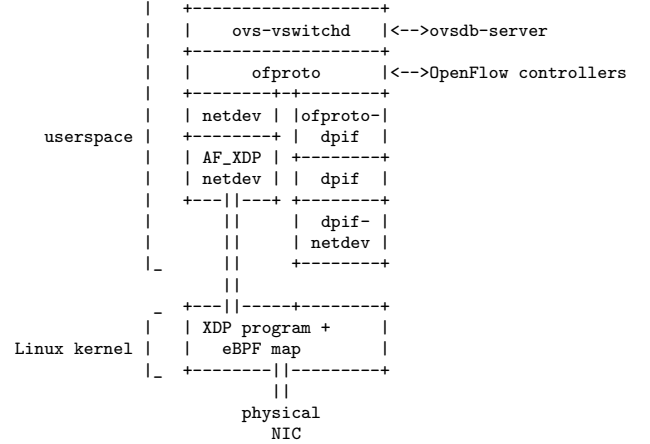 ovs-vswitchd |<-->ovsdb-server
ofproto |<-->OpenFlow controllers
netdev | |ofproto-|
userspace | +--------+ | dpif |
AF_XDP
netdev | | dpif |
dpif- |
netdev |
XDP program +
Linux kernel | | eBPF map |
physical
NIC